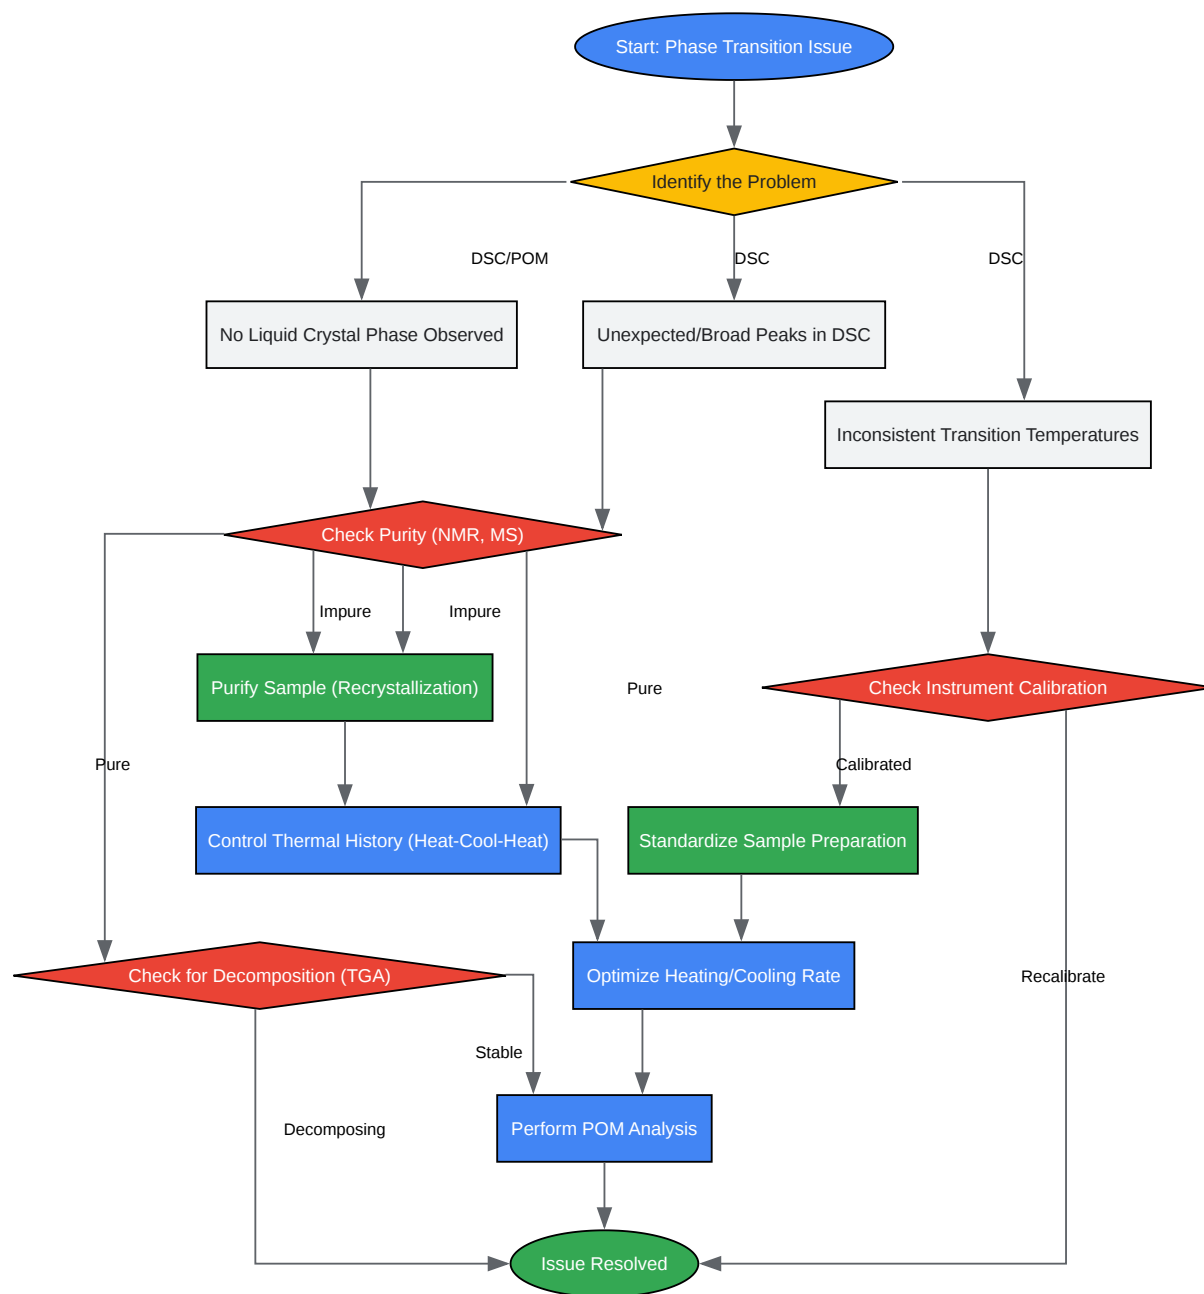 Start: Phase Transition Issue
Identify the Problem
DSC/POM
DSC
DSC
No Liquid Crystal Phase Observed
Unexpected/Broad Peaks in DSC
Inconsistent Transition Temperatures
Check Purity (NMR, MS)
Impure
Impure
Purify Sample (Recrystallization)
Pure
Check Instrument Calibration
Pure
Calibrated
Control Thermal History (Heat-Cool-Heat)
Standardize Sample Preparation
Check for Decomposition (TGA)
Optimize Heating/Cooling Rate
Recalibrate
Stable
Decomposing
Perform POM Analysis
Issue Resolved